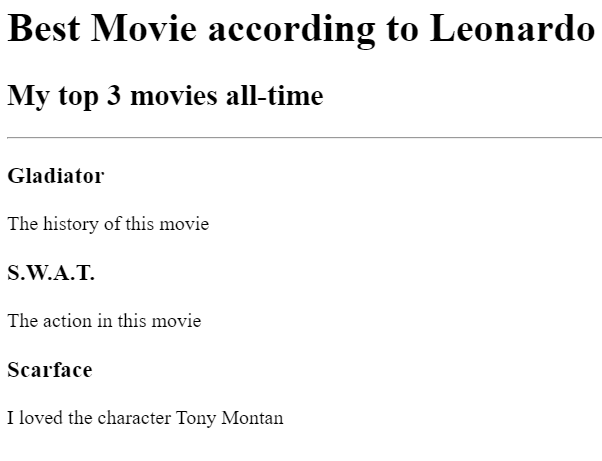 Best Movie according to Leonardo
My top 3 movies all-time
Gladiator
The history of this movie
S.W.A.T.
The action in this movie
Scarface
I loved the character Tony Montan